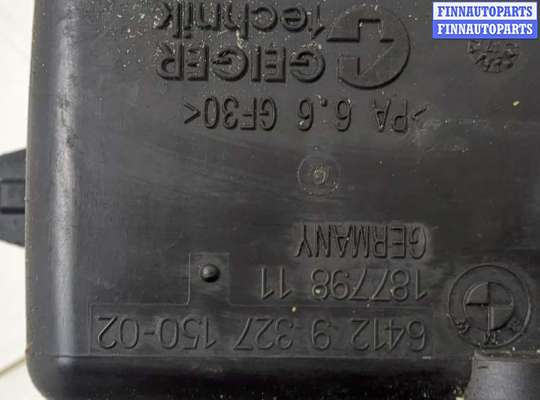 FINNAUTOPARTS
FINNAUTOPARTS
6412 9 327 150-02
187798 11
GERMANY
>PA 6.6 GF30<
GEIGER
technik